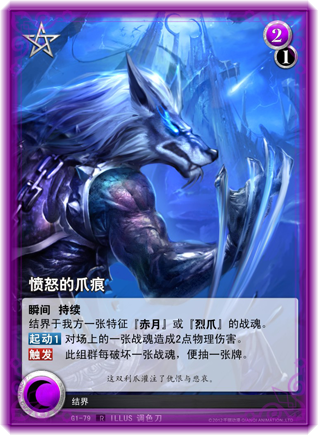 2
1
愤怒的爪痕
瞬间 持续
结界于我方一张特征『赤月』或『烈爪』的战魂。
启动1 对场上的一张战魂造成2点物理伤害。
触发 此组群每破坏一张战魂，便抽一张牌。
这双利爪灌注了仇恨与悲哀。
结界
01-79 R ILLUS 调色刀